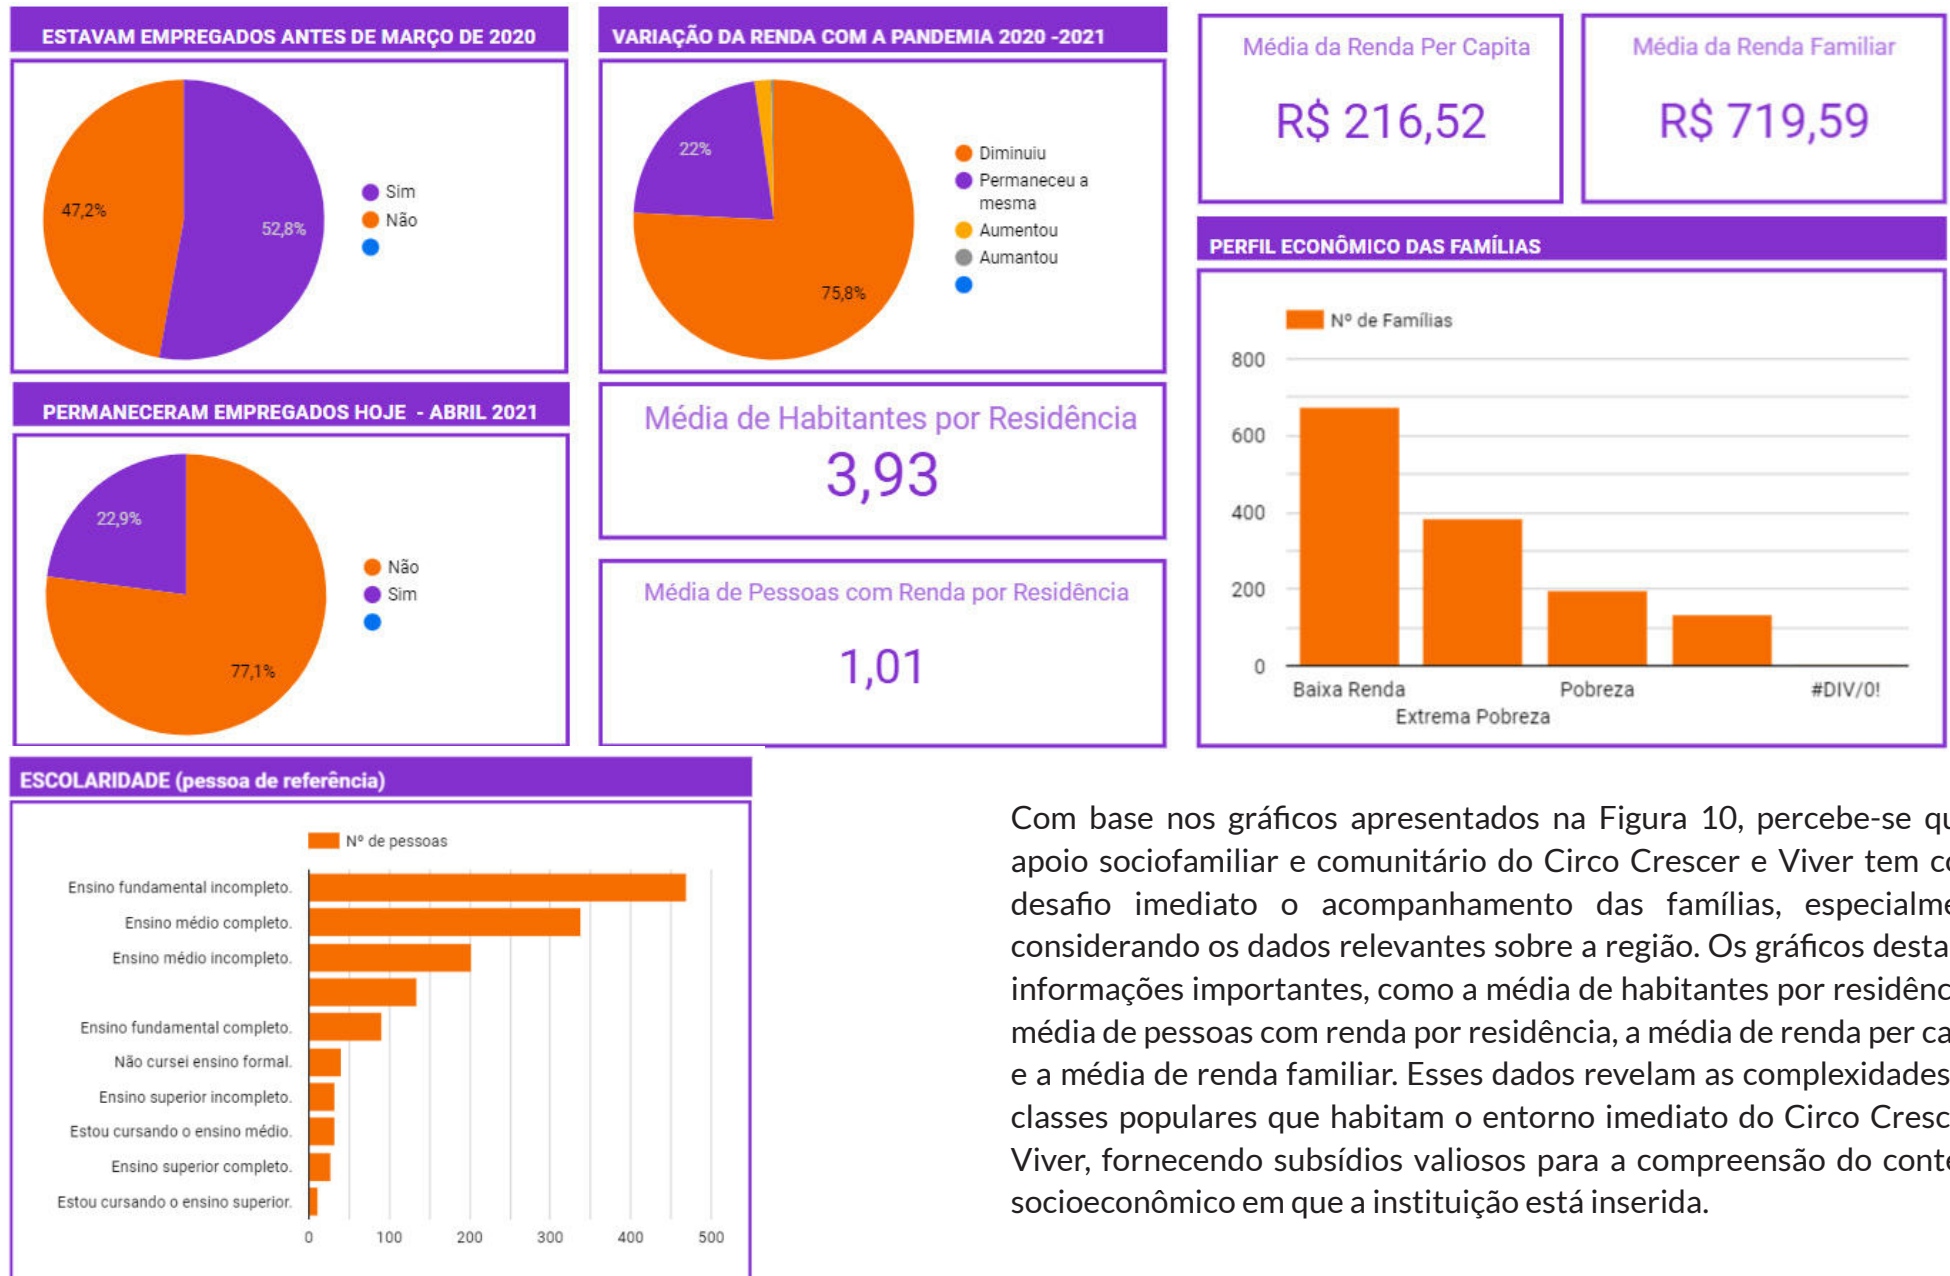 ESTAVAM EMPREGADOS ANTES DE MARÇO DE 2020
47,2%
52,8%
Sim
Não
VARIAÇÃO DA RENDA COM A PANDEMIA 2020 -2021
22%
75,8%
Diminuiu
Permaneceu a
mesma
Aumentou
Aumantou
Média da Renda Per Capita
R$ 216,52
Média da Renda Familiar
R$ 719,59
PERMANECERAM EMPREGADOS HOJE - ABRIL 2021
22,9%
77,1%
Não
Sim
Média de Habitantes por Residência
3,93
Média de Pessoas com Renda por Residência
1,01
PERFIL ECONÔMICO DAS FAMÍLIAS
Nº de Famílias
800
600
400
200
0
Baixa Renda
Extrema Pobreza
Pobreza
#DIV/0!
ESCOLARIDADE (pessoa de referência)
Nº de pessoas
Ensino fundamental incompleto.
Ensino médio completo.
Ensino médio incompleto.
Ensino fundamental completo.
Não cursei ensino formal.
Ensino superior incompleto.
Estou cursando o ensino médio.
Ensino superior completo.
Estou cursando o ensino superior.
0 100 200 300 400 500
Com base nos gráficos apresentados na Figura 10, percebe-se qu
apoio sociofamiliar e comunitário do Circo Crescer e Viver tem co
desafio imediato o acompanhamento das famílias, especialme
considerando os dados relevantes sobre a região. Os gráficos desta
informações importantes, como a média de habitantes por residênc
média de pessoas com renda por residência, a média de renda per ca
e a média de renda familiar. Esses dados revelam as complexidades
classes populares que habitam o entorno imediato do Circo Cresc
Viver, fornecendo subsídios valiosos para a compreensão do conte
socioeconômico em que a instituição está inserida.